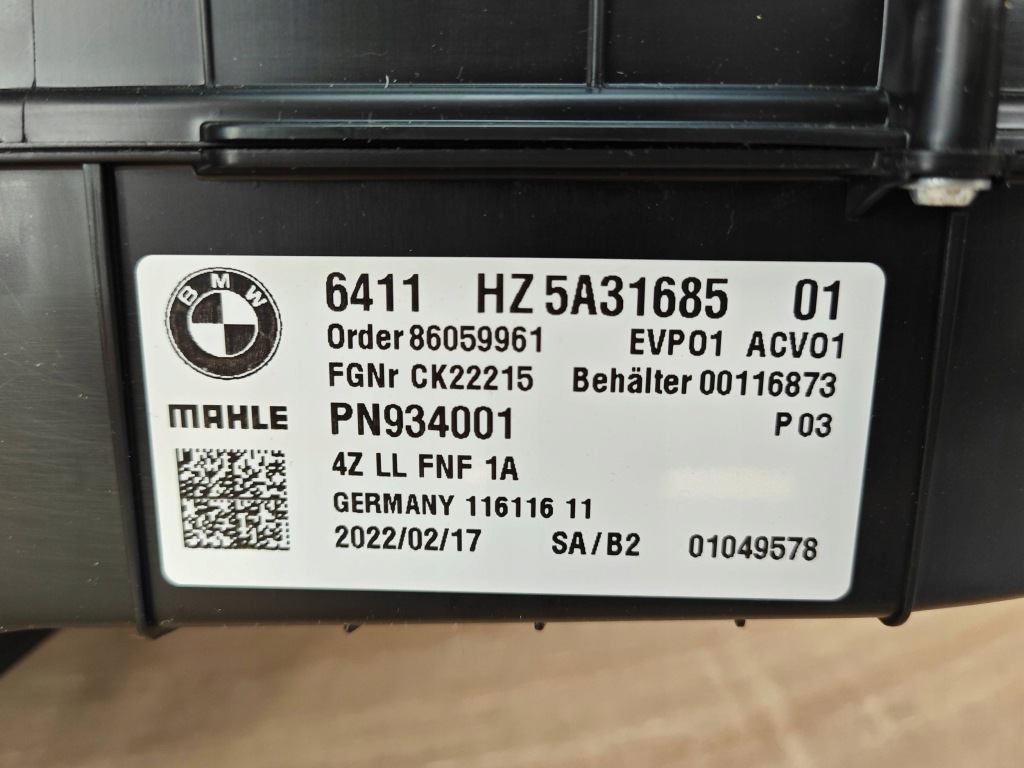 BMW
6411 HZ 5A31685 01
Order 86059961 EVP01 ACV01
FGNr CK22215 Behälter 00116873
MAHLE PN934001 P 03
4Z LL FNF 1A
GERMANY 116116 11
2022/02/17 SA/B2 01049578